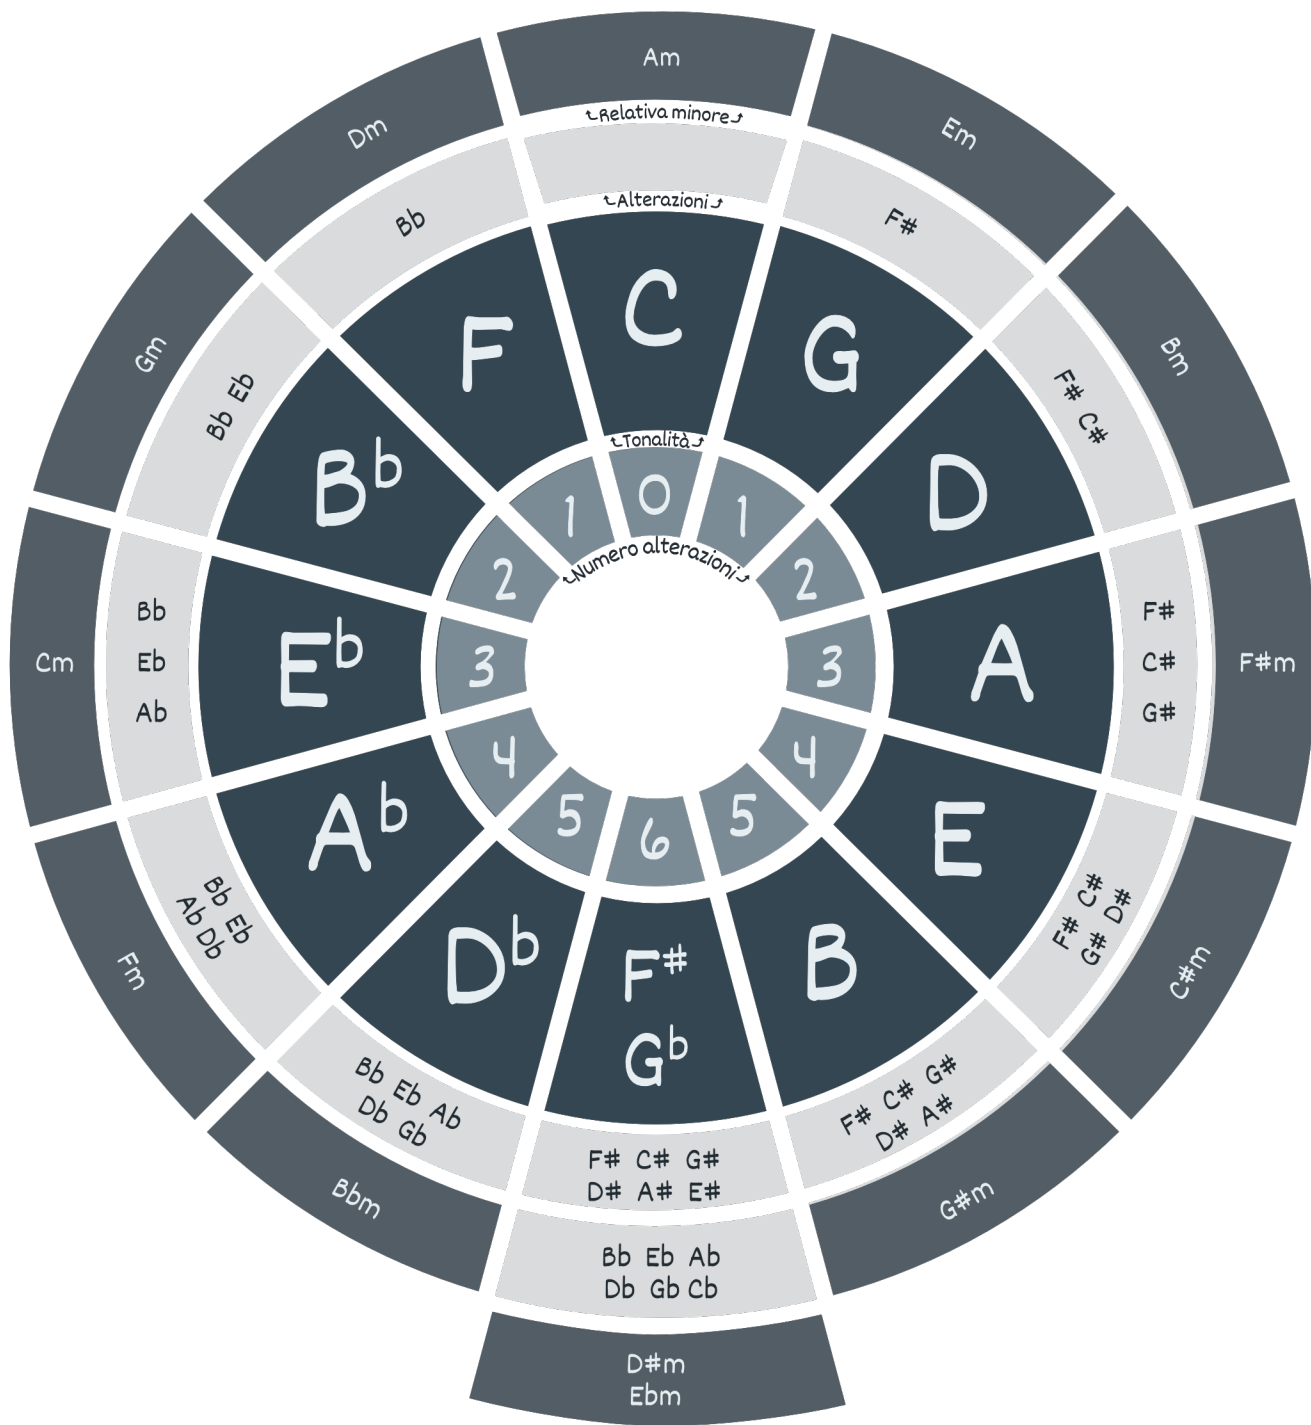 Am
Relativa minore
Alterazioni
C
Tonalità
0
Numero alterazioni
Em
F#
G
1
Bm
F# C#
D
2
F#m
F#
C#
G#
A
3
C#m
F# C#
G# D#
E
4
G#m
F# C# G#
D# A#
B
5
6
F#
Gb
F# C# G#
D# A# E#
Bb Eb Ab
Db Gb Cb
D#m
Ebm
5
Db
Bb Eb Ab
Db Gb
Bbm
4
Ab
Bb Eb
Ab Db
Fm
3
Eb
Bb
Eb
Ab
Cm
2
Bb
Bb Eb
Gm
1
F
Bb
Dm